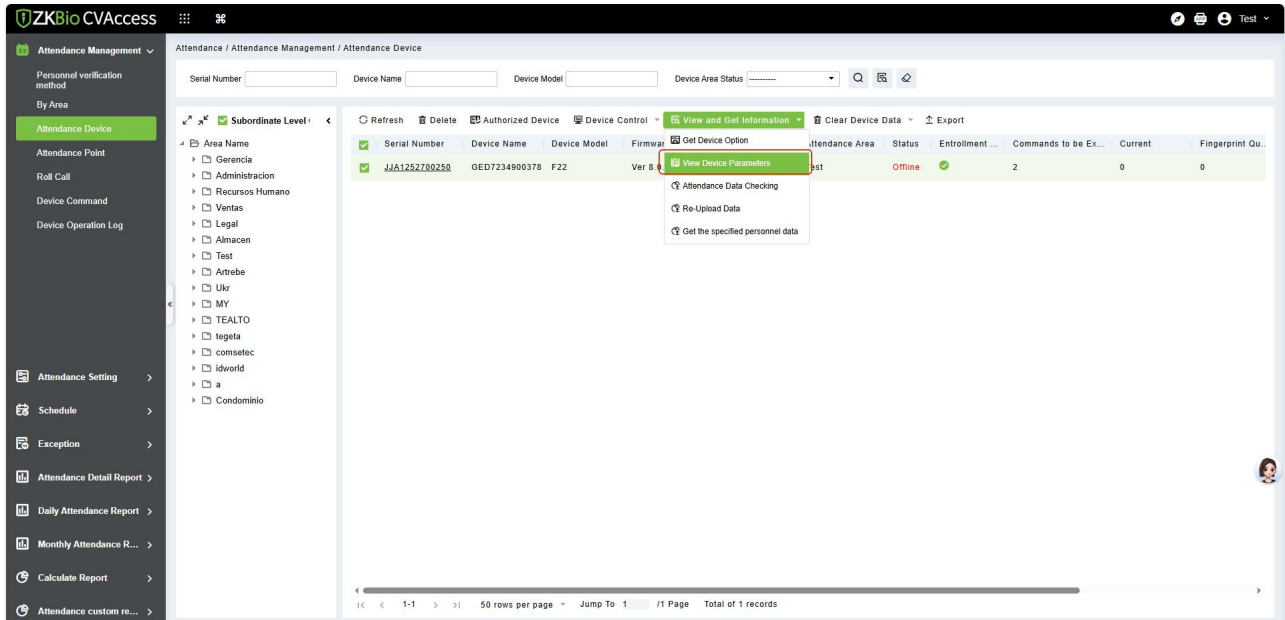 ZKBio CVAccess
Test
Attendance Management
Attendance / Attendance Management / Attendance Device
Personnel verification
method
By Area
Attendance Device
Attendance Point
Roll Call
Device Command
Device Operation Log
Attendance Setting
Schedule
Exception
Attendance Detail Report
Daily Attendance Report
Monthly Attendance R...
Calculate Report
Attendance custom re...
Serial Number Device Name Device Model Device Area Status ----------
Subordinate Level
Area Name
Gerencia
Administracion
Recursos Humano
Ventas
Legal
Almacen
Test
Artrebe
Ukr
MY
TEALTO
tegeta
comsetec
idworld
a
Condominio
Refresh Delete Authorized Device Device Control View and Get Information Clear Device Data Export
Serial Number Device Name Device Model Firmwar ttendance Area Status Entrollment ... Commands to be Ex... Current Fingerprint Qu..
JJA1252700250 GED7234900378 F22 Ver 8.0. est Offline 2 0 0
Get Device Option
View Device Parameters
Attendance Data Checking
Re-Upload Data
Get the specified personnel data
1-1 50 rows per page Jump To 1 /1 Page Total of 1 records